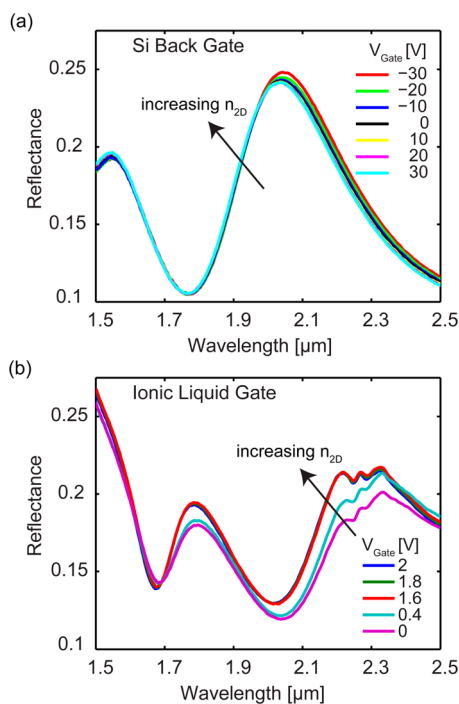 (a)
Si Back Gate
V_Gate [V]
−30
−20
−10
0
10
20
30
increasing n_2D
0.25
0.2
0.15
0.1
Reflectance
1.5 1.7 1.9 2.1 2.3 2.5
Wavelength [μm]
(b)
Ionic Liquid Gate
increasing n_2D
V_Gate [V]
2
1.8
1.6
0.4
0
0.25
0.2
0.15
0.1
Reflectance
1.5 1.7 1.9 2.1 2.3 2.5
Wavelength [μm]